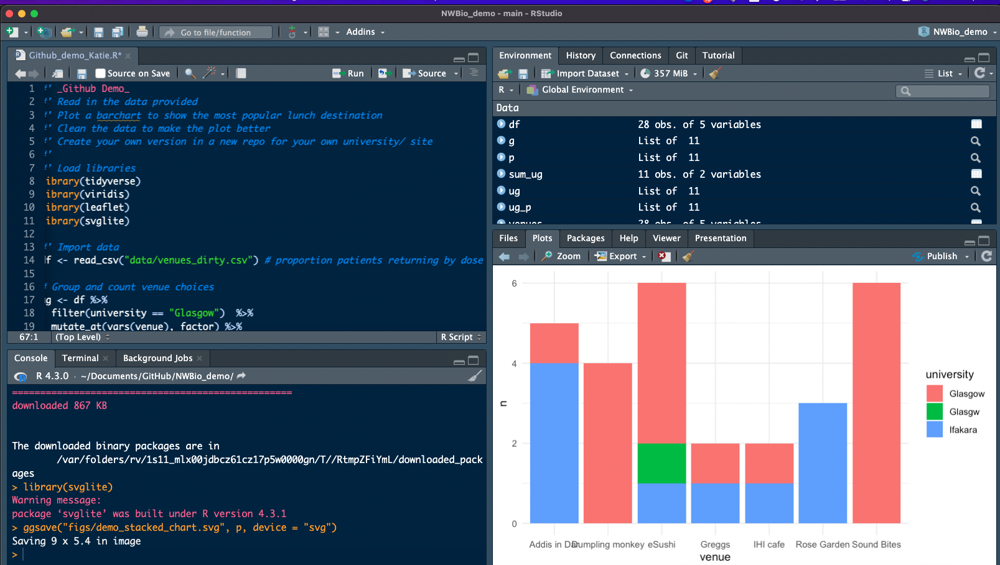 NWBio_demo - main - RStudio
Go to file/function
Addins
NWBio_demo
Github_demo_Katie.R*
Source on Save
Run
Source
1 #' _Github Demo_
2 #' Read in the data provided
3 #' Plot a barchart to show the most popular lunch destination
4 #' Clean the data to make the plot better
5 #' Create your own version in a new repo for your own university/ site
6 #'
7 #' Load libraries
8 ibrary(tidyverse)
9 ibrary(viridis)
10 ibrary(leaflet)
11 ibrary(svglite)
12
13 #' Import data
14 df <- read_csv("data/venues_dirty.csv") # proportion patients returning by dose
15
16 # Group and count venue choices
17 ug <- df %>%
18 filter(university == "Glasgow") %>%
19 mutate_at(vars(venue), factor) %>%
67:1 (Top Level) R Script
Console Terminal Background Jobs
R 4.3.0 · ~/Documents/GitHub/NWBio_demo/
==================================================
downloaded 867 KB
The downloaded binary packages are in
/var/folders/rv/1s11_mlx00jdbcz61cz17p5w0000gn/T//RtmpZFiYmL/downloaded_pack
ages
> library(svglite)
Warning message:
package ‘svglite’ was built under R version 4.3.1
> ggsave("figs/demo_stacked_chart.svg", p, device = "svg")
Saving 9 x 5.4 in image
>
Environment History Connections Git Tutorial
Import Dataset 357 MiB List
R Global Environment
Data
df 28 obs. of 5 variables
g List of 11
p List of 11
sum_ug 11 obs. of 2 variables
ug List of 11
ug_p List of 11
venues 28 obs. of 5 variables
Files Plots Packages Help Viewer Presentation
Zoom Export Publish
6
4
2
0
n
Addis in Dar Dumpling monkey eSushi Greggs IHI cafe Rose Garden Sound Bites
venue
university
Glasgow
Glasgw
Ifakara